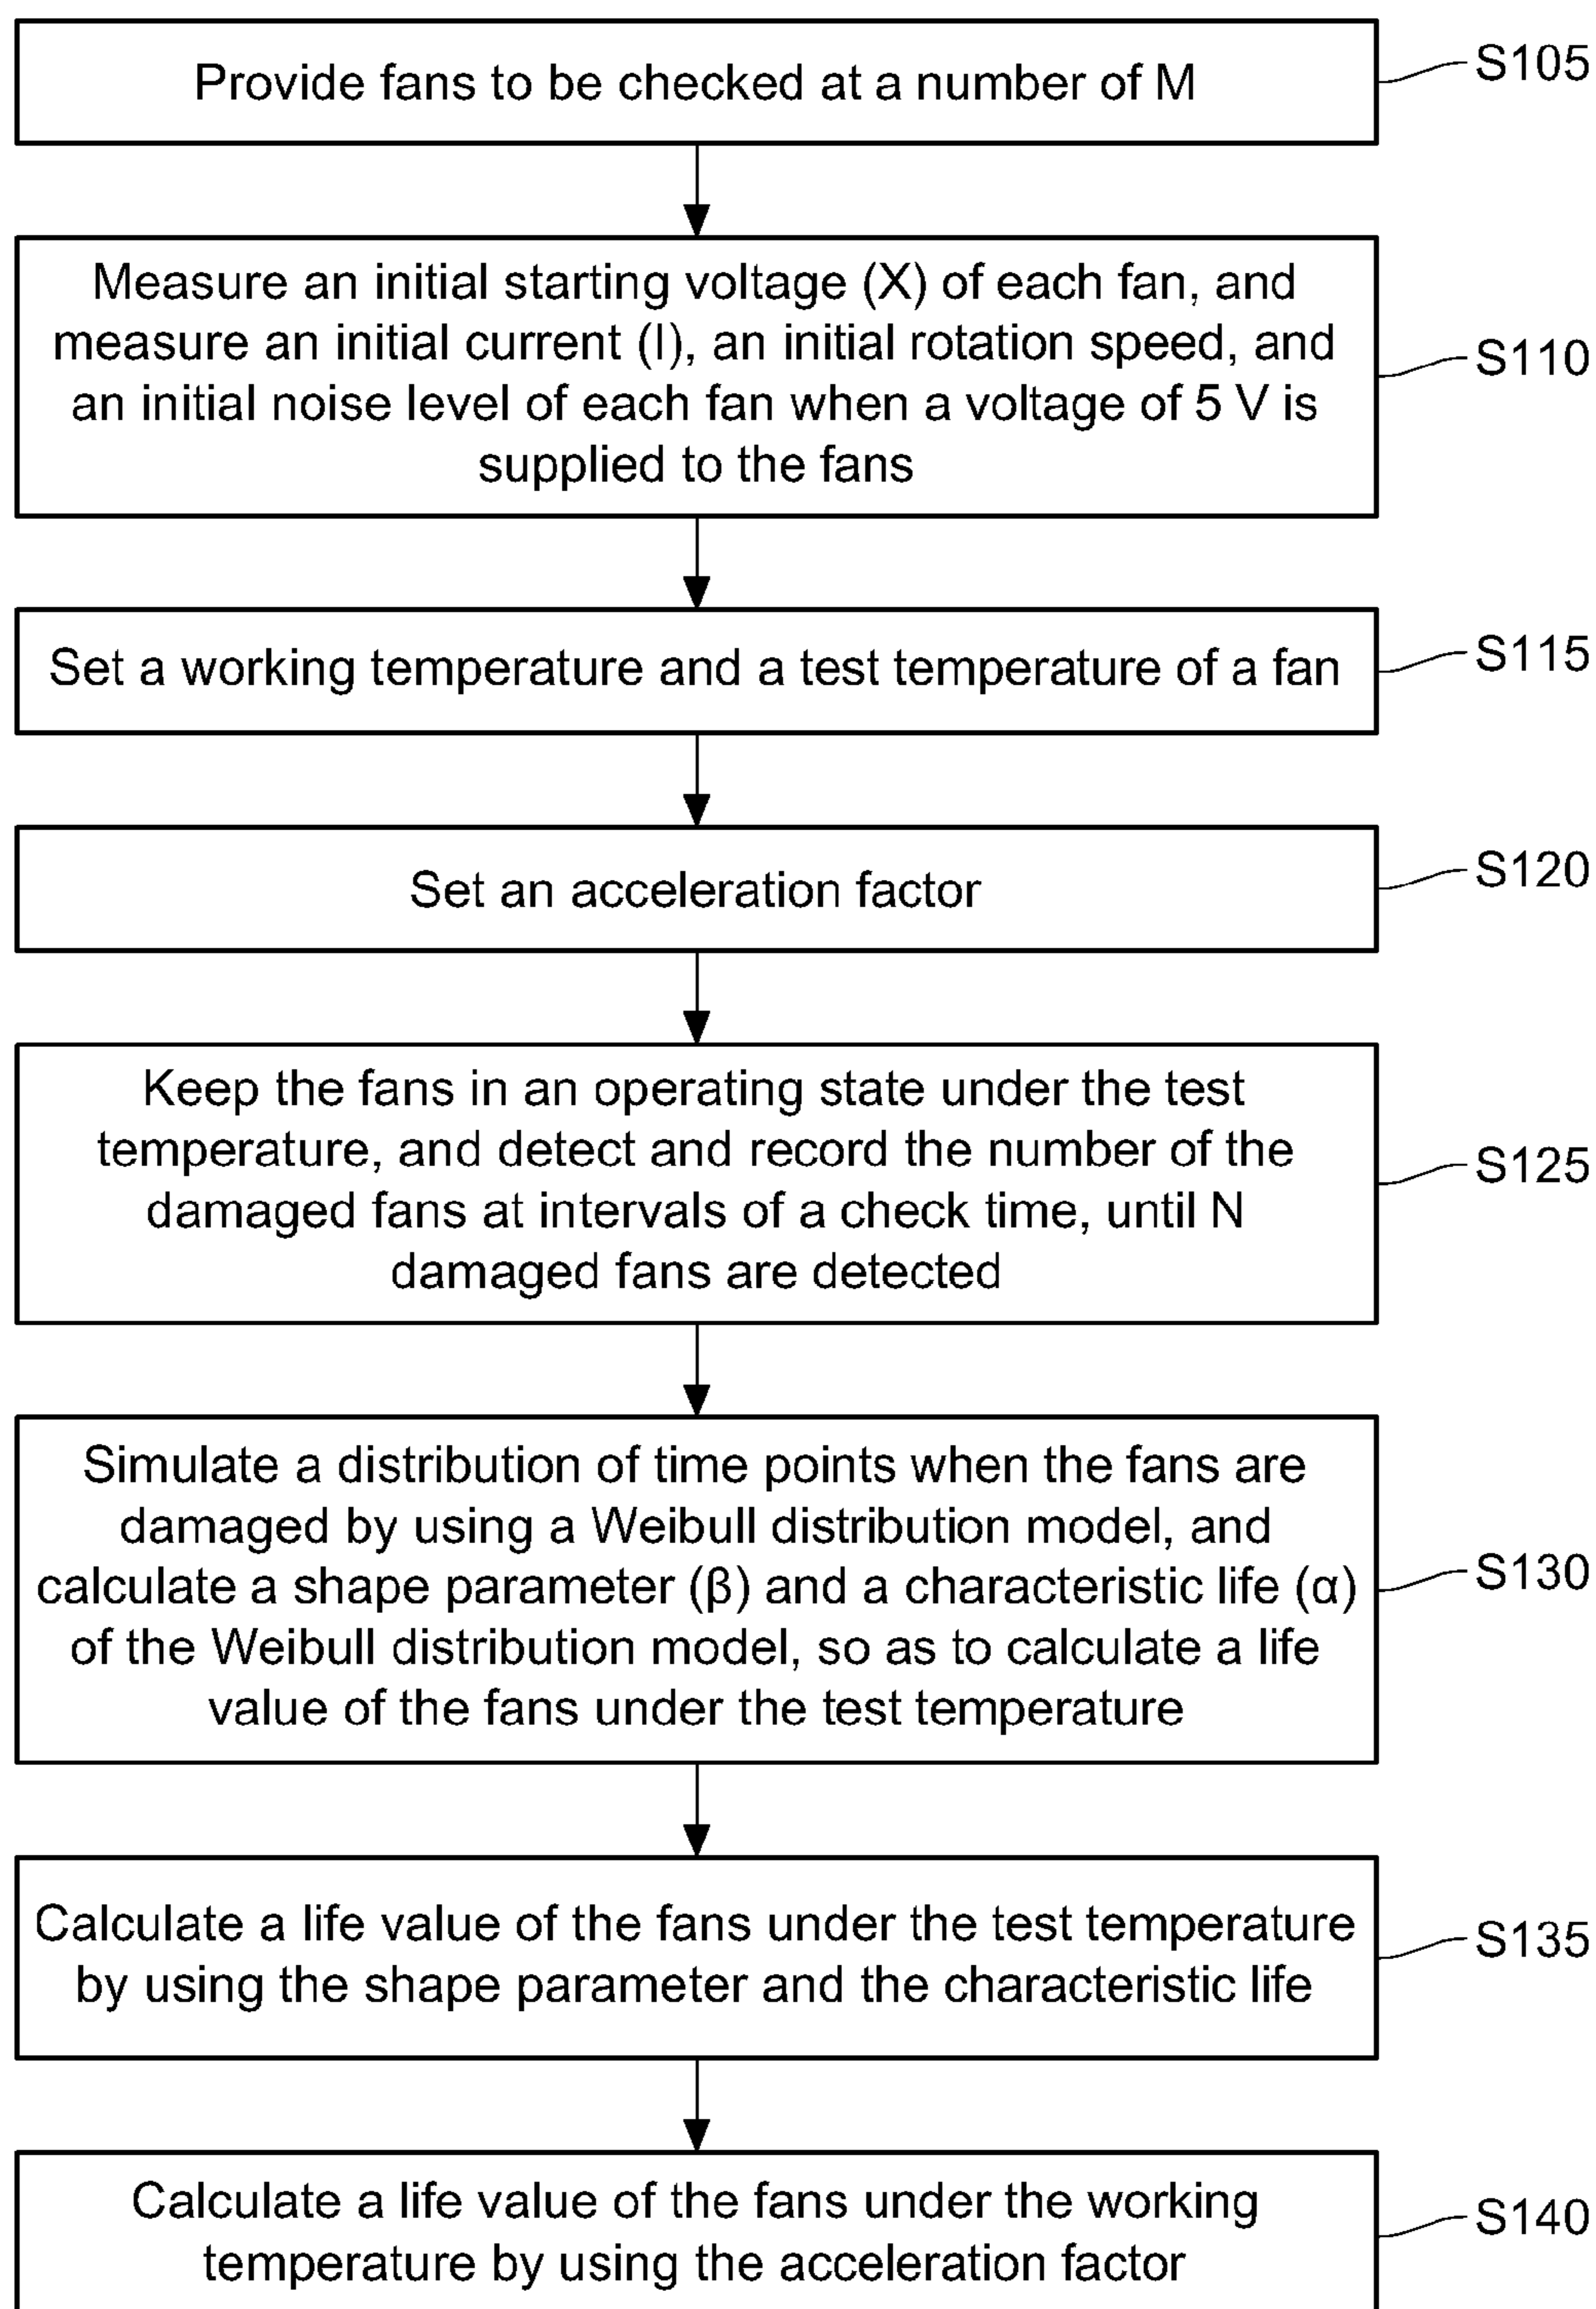 Provide fans to be checked at a number of M
S105
Measure an initial starting voltage (X) of each fan, and
measure an initial current (I), an initial rotation speed, and
an initial noise level of each fan when a voltage of 5 V is
supplied to the fans
S110
Set a working temperature and a test temperature of a fan
S115
Set an acceleration factor
S120
Keep the fans in an operating state under the test
temperature, and detect and record the number of the
damaged fans at intervals of a check time, until N
damaged fans are detected
S125
Simulate a distribution of time points when the fans are
damaged by using a Weibull distribution model, and
calculate a shape parameter (β) and a characteristic life (α)
of the Weibull distribution model, so as to calculate a life
value of the fans under the test temperature
S130
Calculate a life value of the fans under the test temperature
by using the shape parameter and the characteristic life
S135
Calculate a life value of the fans under the working
temperature by using the acceleration factor
S140